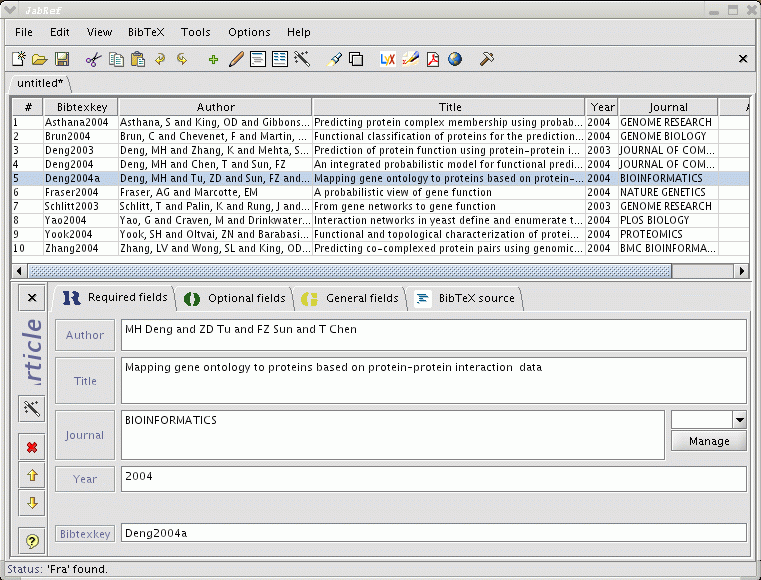 JabRef
File Edit View BibTeX Tools Options Help
untitled*
# Bibtexkey Author Title Year Journal A
1 Asthana2004 Asthana, S and King, OD and Gibbons... Predicting protein complex membership using probab... 2004 GENOME RESEARCH
2 Brun2004 Brun, C and Chevenet, F and Martin, ... Functional classification of proteins for the prediction... 2004 GENOME BIOLOGY
3 Deng2003 Deng, MH and Zhang, K and Mehta, S... Prediction of protein function using protein-protein i... 2003 JOURNAL OF COM...
4 Deng2004 Deng, MH and Chen, T and Sun, FZ An integrated probabilistic model for functional predi... 2004 JOURNAL OF COM...
5 Deng2004a Deng, MH and Tu, ZD and Sun, FZ and... Mapping gene ontology to proteins based on protein-... 2004 BIOINFORMATICS
6 Fraser2004 Fraser, AG and Marcotte, EM A probabilistic view of gene function 2004 NATURE GENETICS
7 Schlitt2003 Schlitt, T and Palin, K and Rung, J and... From gene networks to gene function 2003 GENOME RESEARCH
8 Yao2004 Yao, G and Craven, M and Drinkwater... Interaction networks in yeast define and enumerate t... 2004 PLOS BIOLOGY
9 Yook2004 Yook, SH and Oltvai, ZN and Barabasi... Functional and topological characterization of protei... 2004 PROTEOMICS
10 Zhang2004 Zhang, LV and Wong, SL and King, OD... Predicting co-complexed protein pairs using genomic... 2004 BMC BIOINFORMA...
Required fields Optional fields General fields BibTeX source
rticle
Author MH Deng and ZD Tu and FZ Sun and T Chen
Title Mapping gene ontology to proteins based on protein-protein interaction data
Journal BIOINFORMATICS
Manage
Year 2004
Bibtexkey Deng2004a
Status: 'Fra' found.